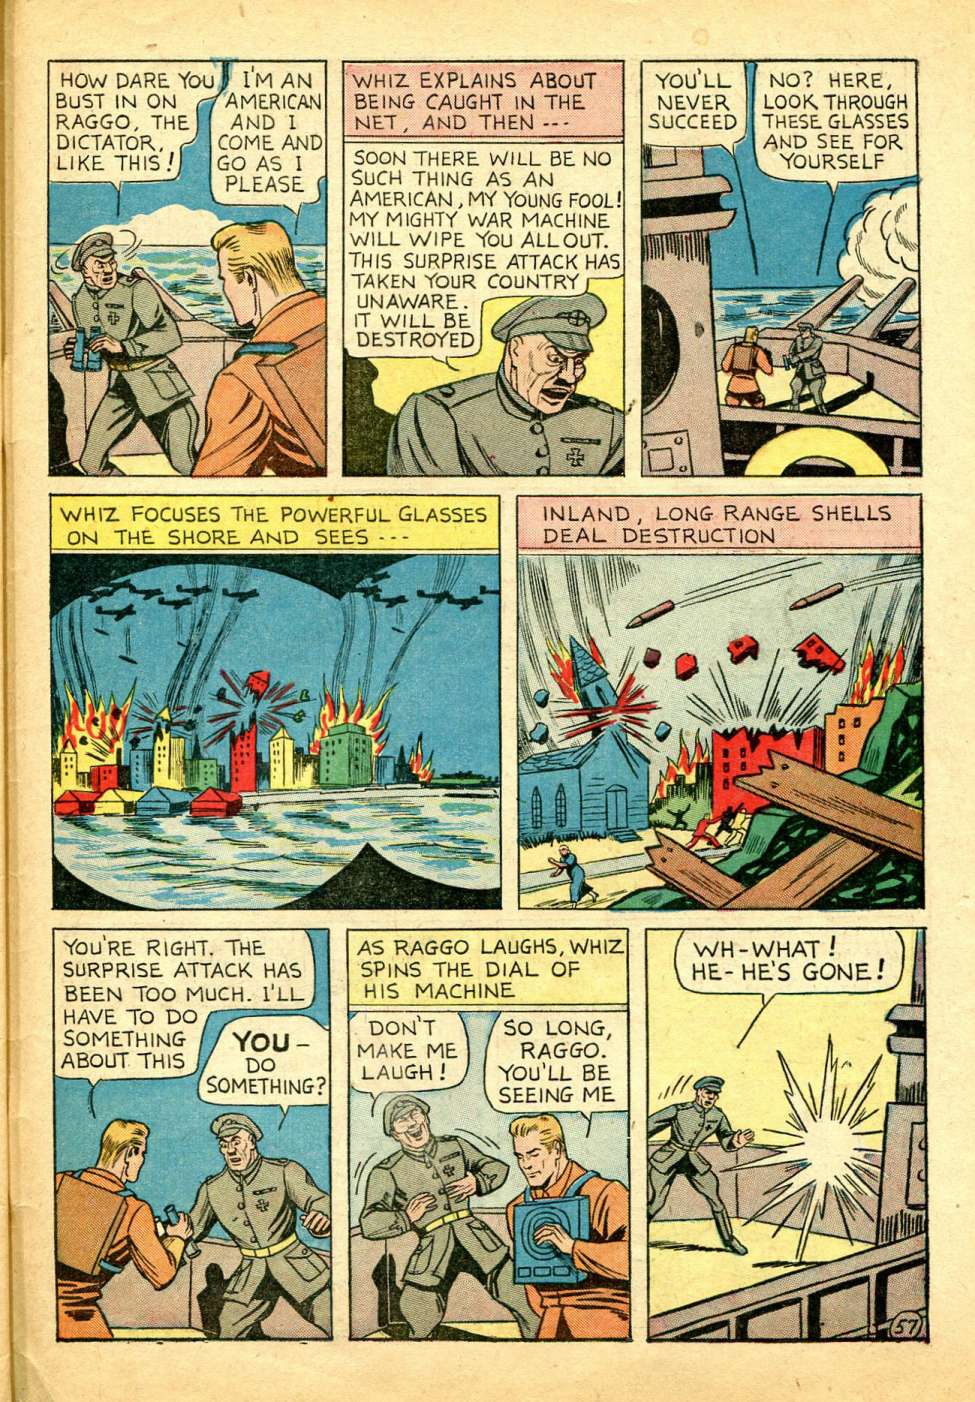 HOW DARE YOU
BUST IN ON
RAGGO, THE
DICTATOR,
LIKE THIS!
I'M AN
AMERICAN
AND I
COME AND
GO AS I
PLEASE
WHIZ EXPLAINS ABOUT
BEING CAUGHT IN THE
NET, AND THEN ---
SOON THERE WILL BE NO
SUCH THING AS AN
AMERICAN, MY YOUNG FOOL!
MY MIGHTY WAR MACHINE
WILL WIPE YOU ALL OUT.
THIS SURPRISE ATTACK HAS
TAKEN YOUR COUNTRY
UNAWARE.
IT WILL BE
DESTROYED
YOU'LL
NEVER
SUCCEED
NO? HERE,
LOOK THROUGH
THESE GLASSES
AND SEE FOR
YOURSELF
WHIZ FOCUSES THE POWERFUL GLASSES
ON THE SHORE AND SEES ---
INLAND, LONG RANGE SHELLS
DEAL DESTRUCTION
YOU'RE RIGHT. THE
SURPRISE ATTACK HAS
BEEN TOO MUCH. I'LL
HAVE TO DO
SOMETHING
ABOUT THIS
YOU -
DO
SOMETHING?
AS RAGGO LAUGHS, WHIZ
SPINS THE DIAL OF
HIS MACHINE
DON'T
MAKE ME
LAUGH!
SO LONG,
RAGGO.
YOU'LL BE
SEEING ME
WH-WHAT!
HE-HE'S GONE!
57